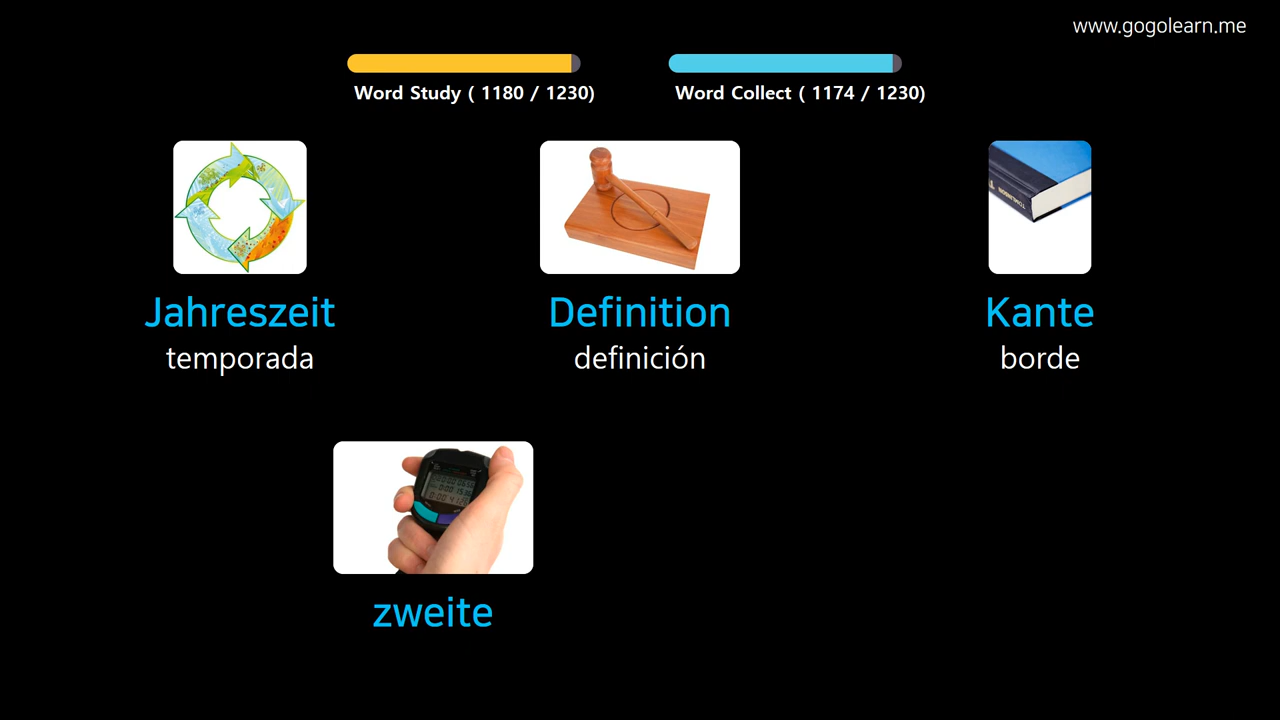 www.gogolearn.me
Word Study ( 1180 / 1230)
Word Collect ( 1174 / 1230)
Jahreszeit
temporada
Definition
definición
Kante
borde
zweite